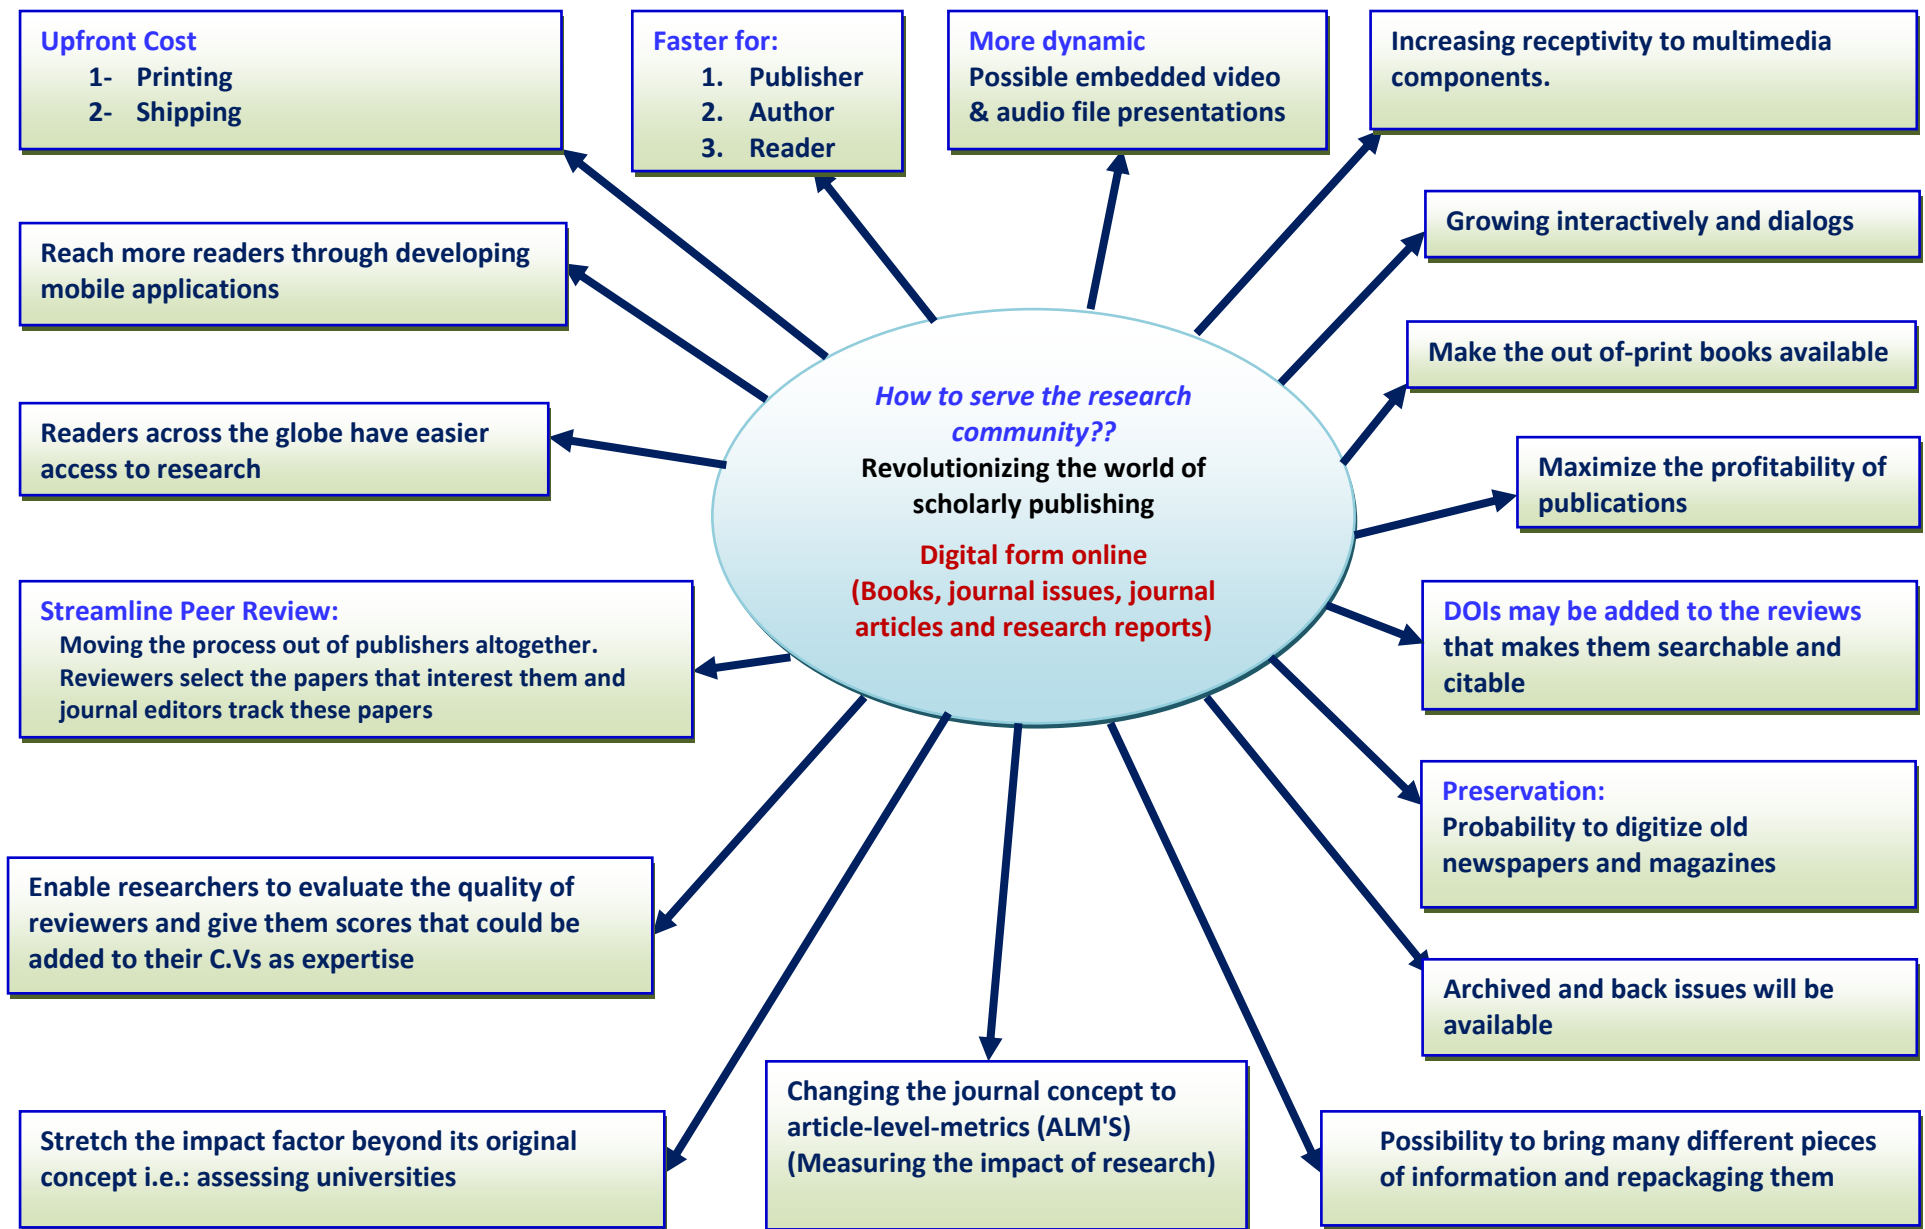 Upfront Cost
1- Printing
2- Shipping
Faster for:
1. Publisher
2. Author
3. Reader
More dynamic
Possible embedded video
& audio file presentations
Increasing receptivity to multimedia
components.
Reach more readers through developing
mobile applications
Growing interactively and dialogs
Make the out of-print books available
Readers across the globe have easier
access to research
How to serve the research
community??
Revolutionizing the world of
scholarly publishing
Digital form online
(Books, journal issues, journal
articles and research reports)
Maximize the profitability of
publications
Streamline Peer Review:
Moving the process out of publishers altogether.
Reviewers select the papers that interest them and
journal editors track these papers
DOIs may be added to the reviews
that makes them searchable and
citable
Preservation:
Probability to digitize old
newspapers and magazines
Enable researchers to evaluate the quality of
reviewers and give them scores that could be
added to their C.Vs as expertise
Archived and back issues will be
available
Stretch the impact factor beyond its original
concept i.e.: assessing universities
Changing the journal concept to
article-level-metrics (ALM'S)
(Measuring the impact of research)
Possibility to bring many different pieces
of information and repackaging them